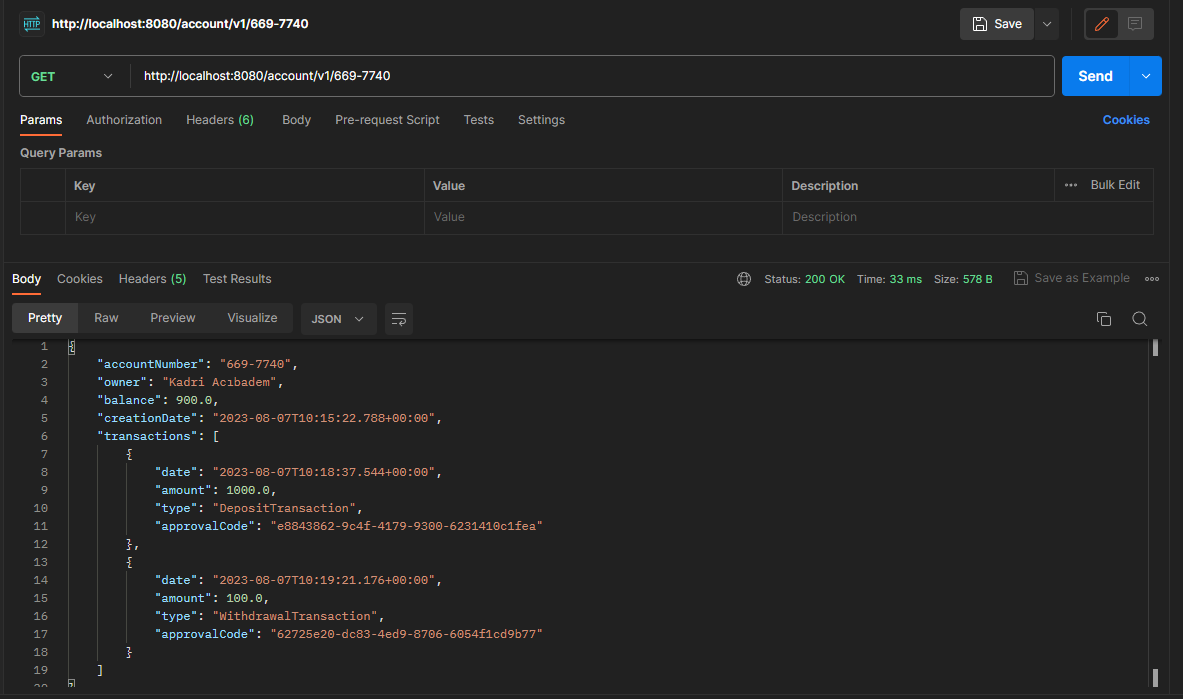 HTTP http://localhost:8080/account/v1/669-7740 Save
GET http://localhost:8080/account/v1/669-7740 Send
Params Authorization Headers (6) Body Pre-request Script Tests Settings Cookies
Query Params
Key Value Description ••• Bulk Edit
Key Value Description
Body Cookies Headers (5) Test Results Status: 200 OK Time: 33 ms Size: 578 B Save as Example
Pretty Raw Preview Visualize JSON
1 {
2 "accountNumber": "669-7740",
3 "owner": "Kadri Acıbadem",
4 "balance": 900.0,
5 "creationDate": "2023-08-07T10:15:22.788+00:00",
6 "transactions": [
7 {
8 "date": "2023-08-07T10:18:37.544+00:00",
9 "amount": 1000.0,
10 "type": "DepositTransaction",
11 "approvalCode": "e8843862-9c4f-4179-9300-6231410c1fea"
12 },
13 {
14 "date": "2023-08-07T10:19:21.176+00:00",
15 "amount": 100.0,
16 "type": "WithdrawalTransaction",
17 "approvalCode": "62725e20-dc83-4ed9-8706-6054f1cd9b77"
18 }
19 ]
20 }